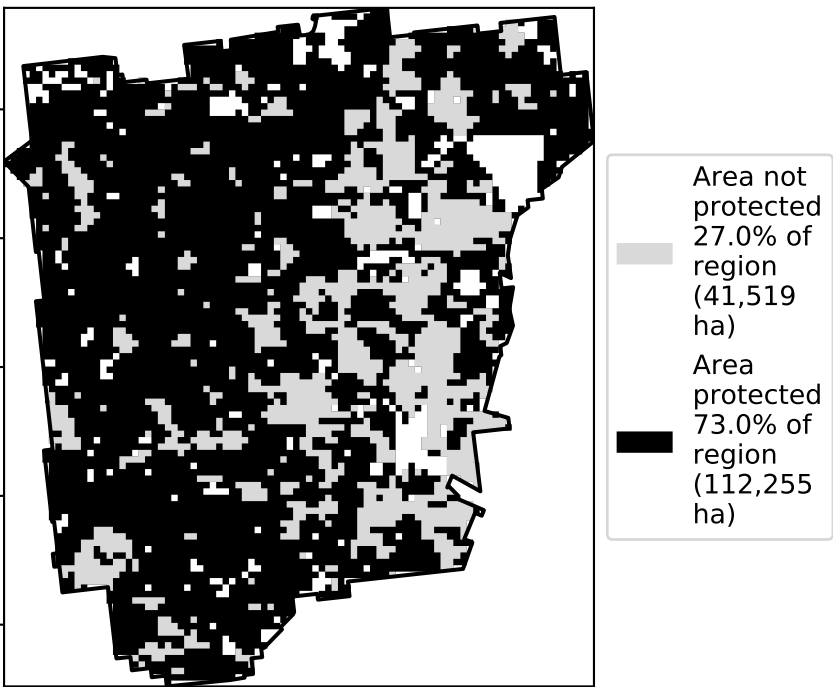 Area not
protected
27.0% of
region
(41,519
ha)
Area
protected
73.0% of
region
(112,255
ha)